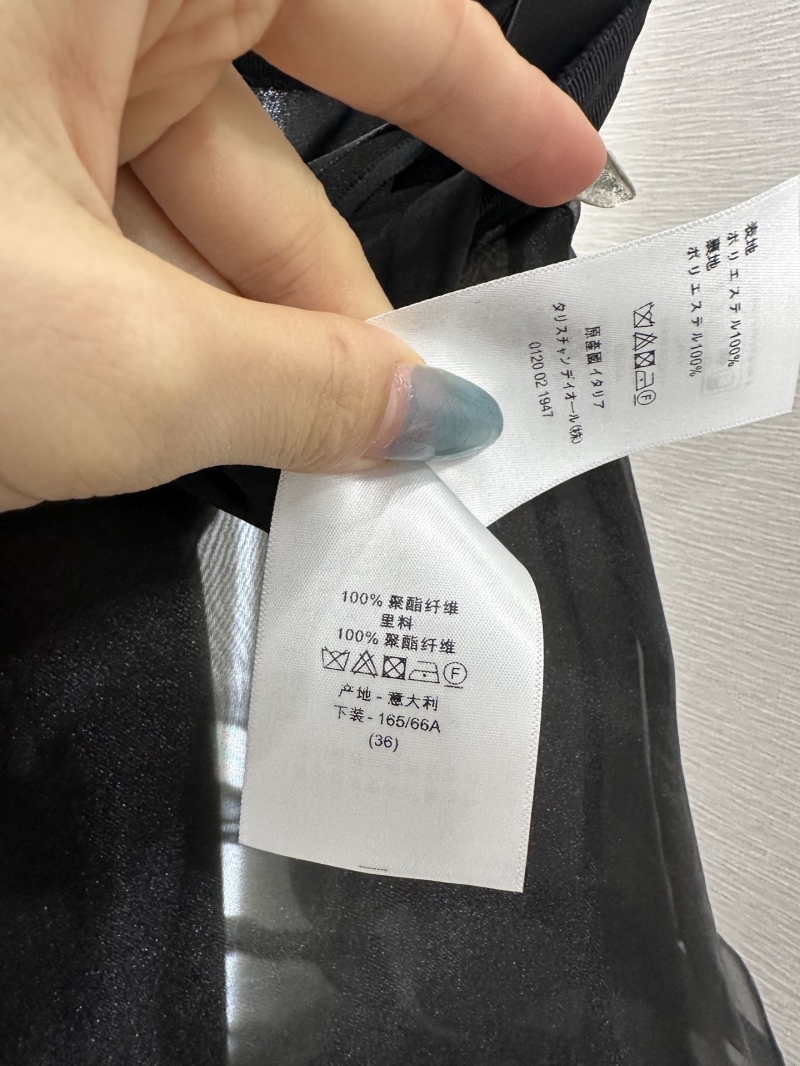 表地
ポリエステル100%
裏地
ポリエステル100%
F
原産國イタリア
タリスチャンディオール(株)
0120 02 1947
100% 聚酯纤维
里料
100% 聚酯纤维
F
产地 - 意大利
下装 - 165/66A
(36)